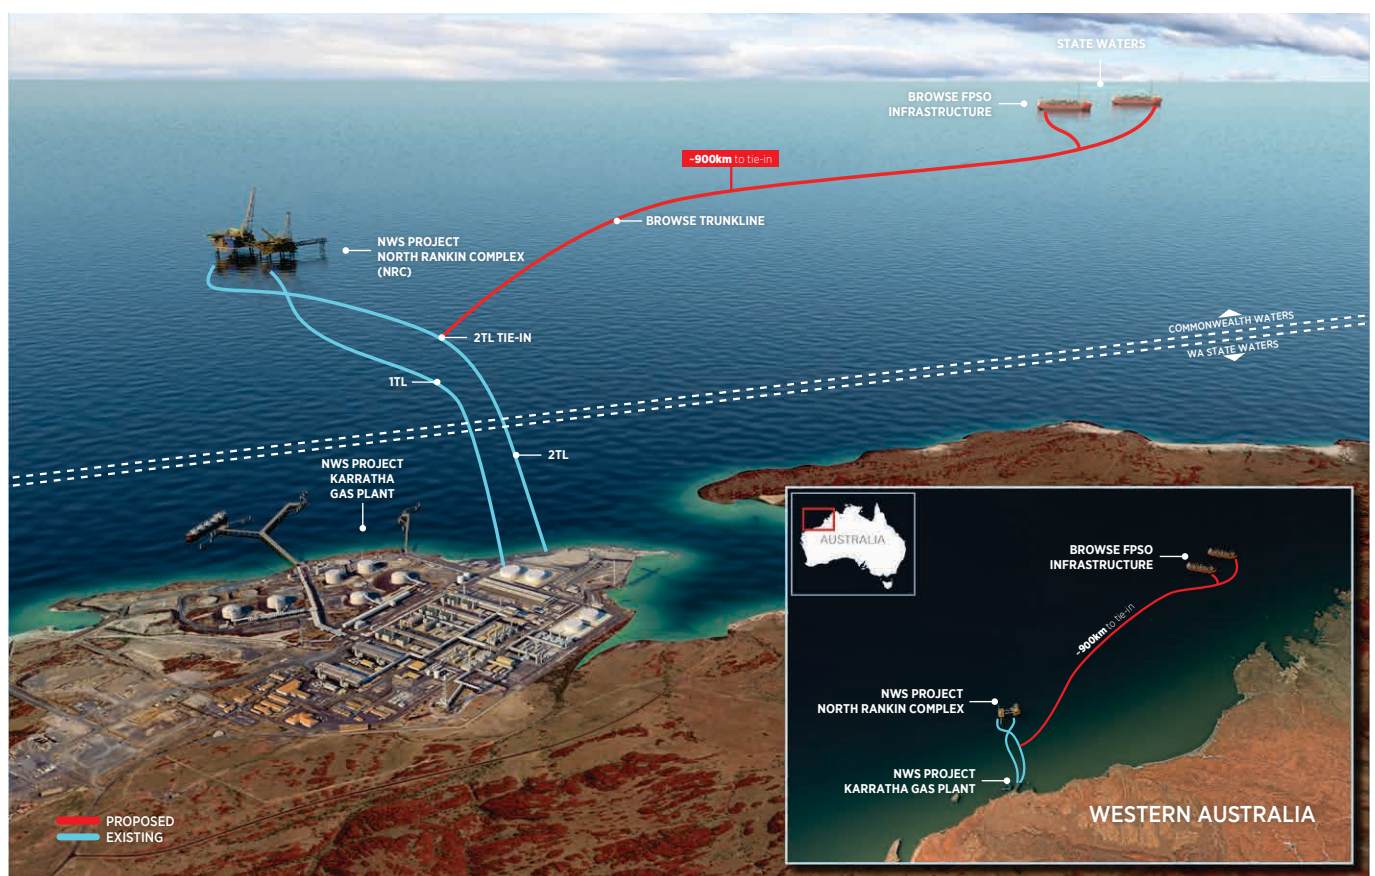 STATE WATERS
BROWSE FPSO
INFRASTRUCTURE
~900km to tie-in
BROWSE TRUNKLINE
NWS PROJECT
NORTH RANKIN COMPLEX
(NRC)
COMMONWEALTH WATERS
WA STATE WATERS
2TL TIE-IN
1TL
2TL
NWS PROJECT
KARRATHA
GAS PLANT
AUSTRALIA
BROWSE FPSO
INFRASTRUCTURE
~900km to tie-in
NWS PROJECT
NORTH RANKIN COMPLEX
NWS PROJECT
KARRATHA GAS PLANT
WESTERN AUSTRALIA
PROPOSED
EXISTING